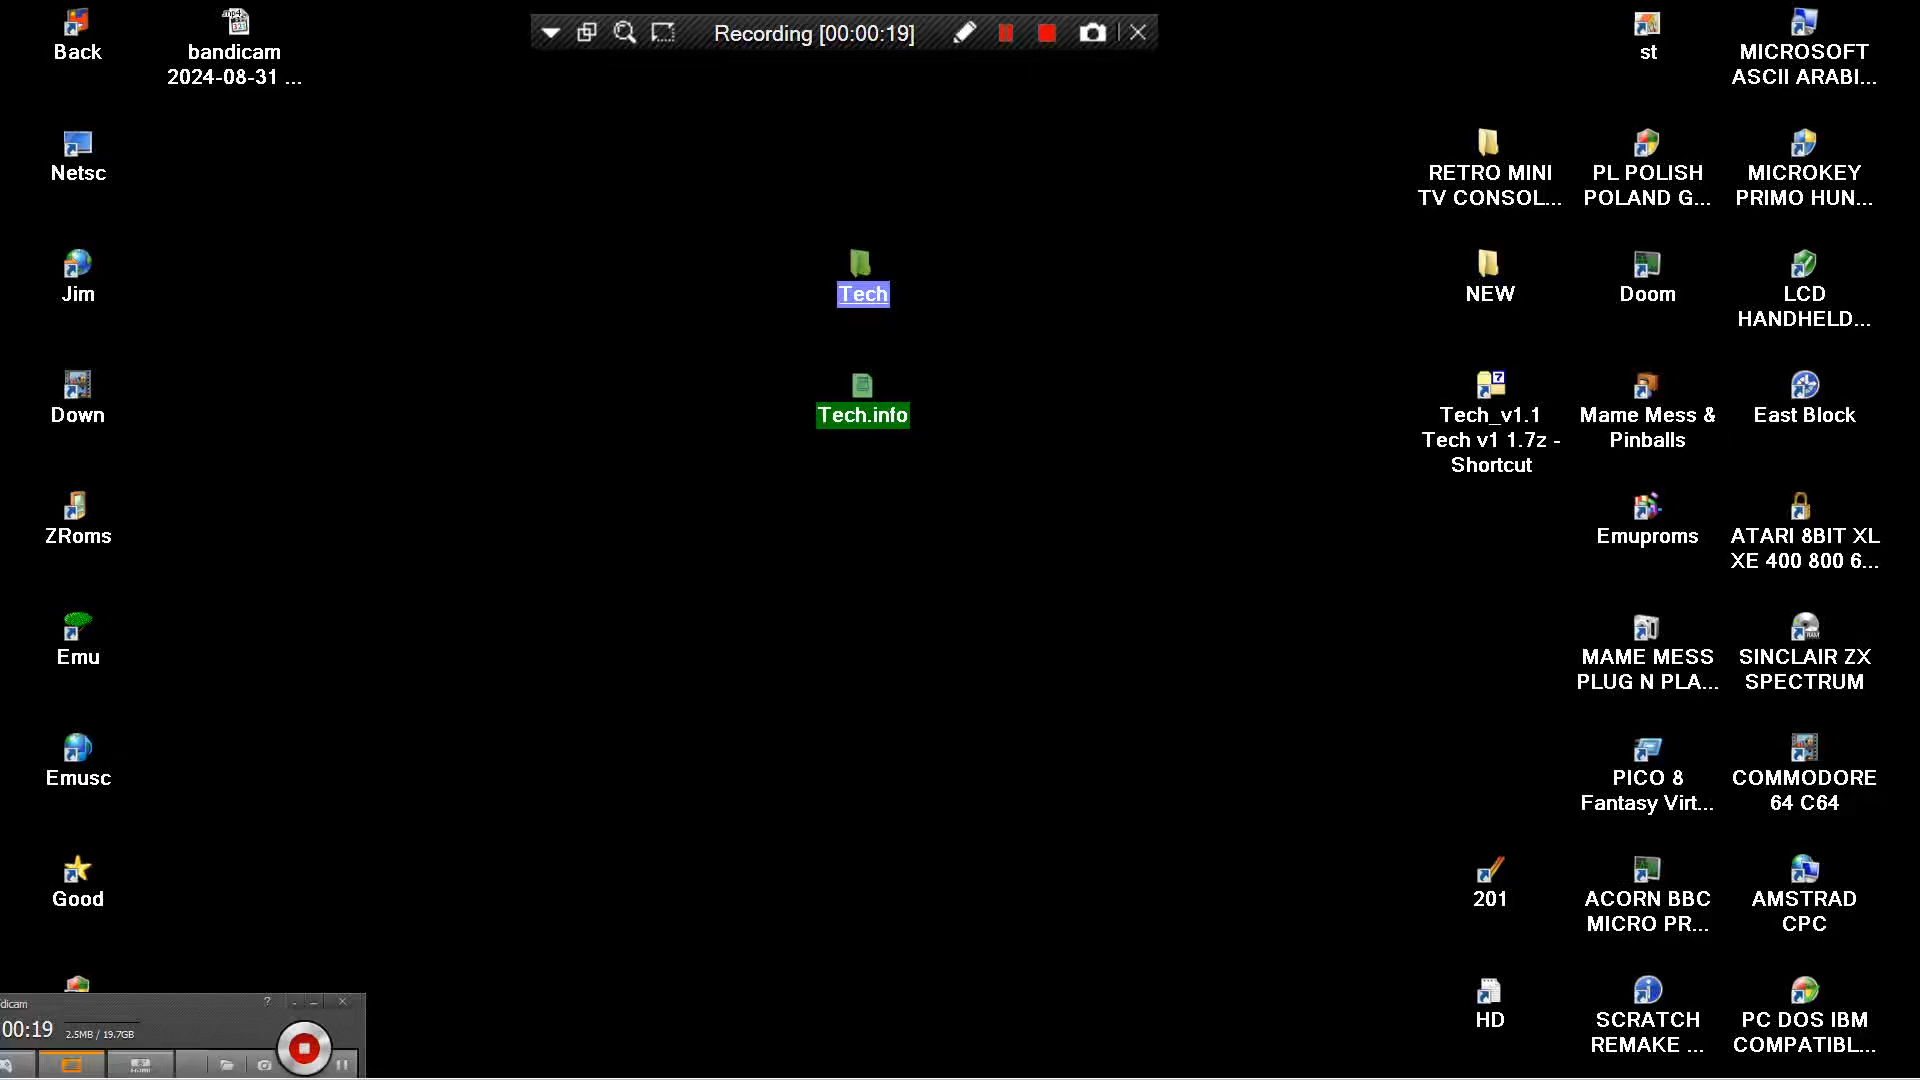 Recording [00:00:19]
Back
bandicam
2024-08-31 ...
st
MICROSOFT
ASCII ARABI...
Netsc
RETRO MINI
TV CONSOL...
PL POLISH
POLAND G...
MICROKEY
PRIMO HUN...
Jim
Tech
NEW
Doom
LCD
HANDHELD...
Down
Tech.info
Tech_v1.1
Tech v1 1.7z -
Shortcut
Mame Mess &
Pinballs
East Block
ZRoms
Emuproms
ATARI 8BIT XL
XE 400 800 6...
Emu
MAME MESS
PLUG N PLA...
SINCLAIR ZX
SPECTRUM
Emusc
PICO 8
Fantasy Virt...
COMMODORE
64 C64
Good
201
ACORN BBC
MICRO PR...
AMSTRAD
CPC
HD
SCRATCH
REMAKE ...
PC DOS IBM
COMPATIBL...
dicam
00:19
2.5MB / 19.7GB